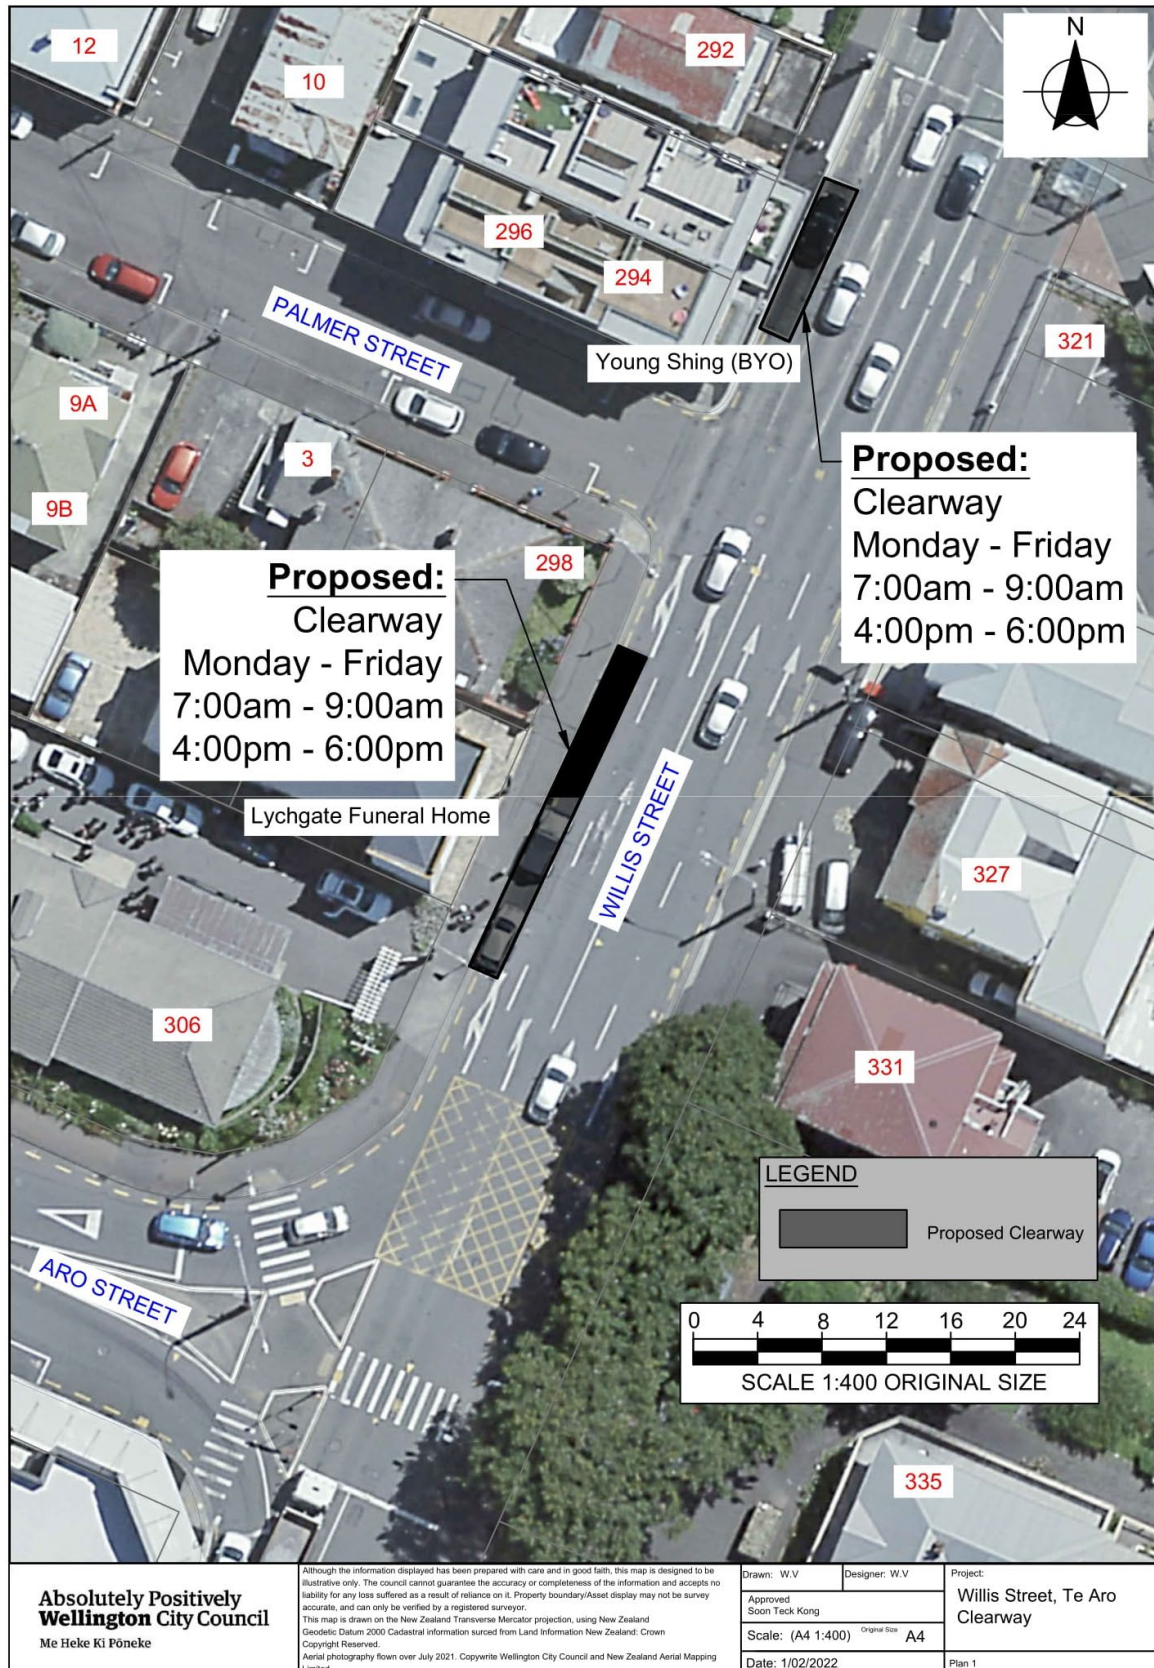 12
10
292
N
296
294
PALMER STREET
Young Shing (BYO)
321
9A
9B
3
298
Proposed:
Clearway
Monday - Friday
7:00am - 9:00am
4:00pm - 6:00pm
Proposed:
Clearway
Monday - Friday
7:00am - 9:00am
4:00pm - 6:00pm
Lychgate Funeral Home
WILLIS STREET
327
306
331
LEGEND
Proposed Clearway
ARO STREET
0 4 8 12 16 20 24
SCALE 1:400 ORIGINAL SIZE
335
Absolutely Positively
Wellington City Council
Me Heke Ki Pōneke
Although the information displayed has been prepared with care and in good faith, this map is designed to be
illustrative only. The council cannot guarantee the accuracy or completeness of the information and accepts no
liability for any loss suffered as a result of reliance on it. Property boundary/Asset display may not be survey
accurate, and can only be verified by a registered surveyor.
This map is drawn on the New Zealand Transverse Mercator projection, using New Zealand
Geodetic Datum 2000 Cadastral information surced from Land Information New Zealand: Crown
Copyright Reserved.
Aerial photography flown over July 2021. Copywrite Wellington City Council and New Zealand Aerial Mapping
Limited
Drawn: W.V
Designer: W.V
Approved
Soon Teck Kong
Scale: (A4 1:400) Original Size A4
Date: 1/02/2022
Project:
Willis Street, Te Aro
Clearway
Plan 1